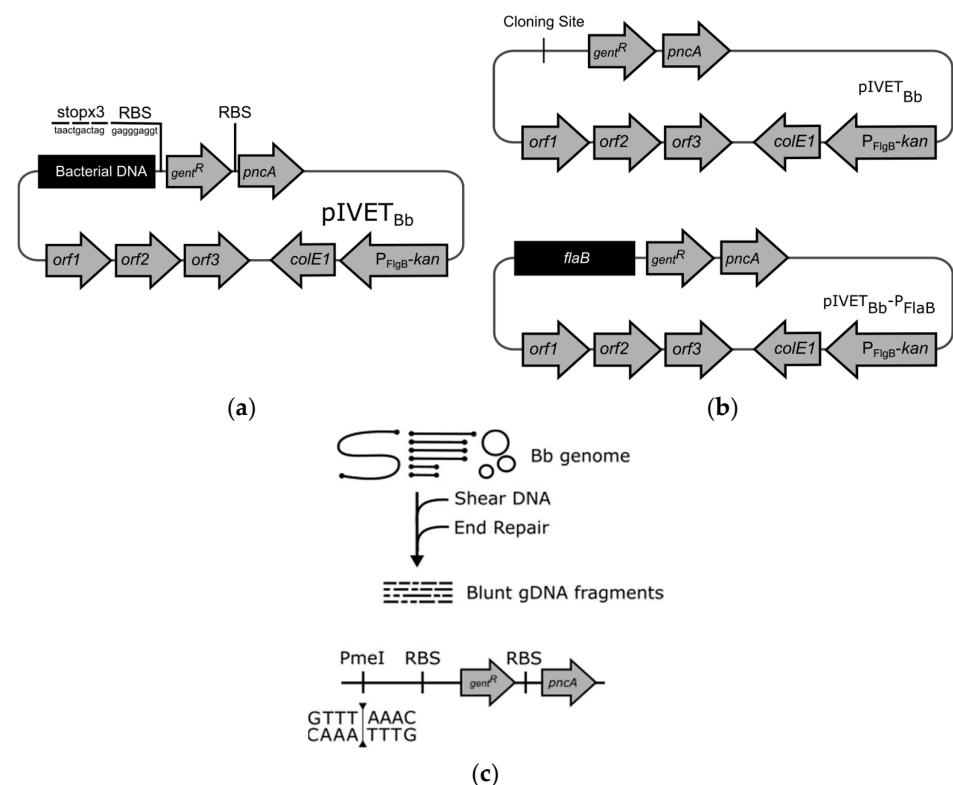 stopx3 RBS
taactgactag gagggaggt
RBS
Bacterial DNA
gentR
pncA
pIVETBb
orf1 orf2 orf3 colE1 PFlgB-kan
(a)
Cloning Site
gentR pncA
pIVETBb
orf1 orf2 orf3 colE1 PFlgB-kan
flaB gentR pncA
pIVETBb-PFlaB
orf1 orf2 orf3 colE1 PFlgB-kan
(b)
Bb genome
Shear DNA
End Repair
Blunt gDNA fragments
PmeI RBS RBS
gentR pncA
GTTT AAAC
CAAA TTTG
(c)